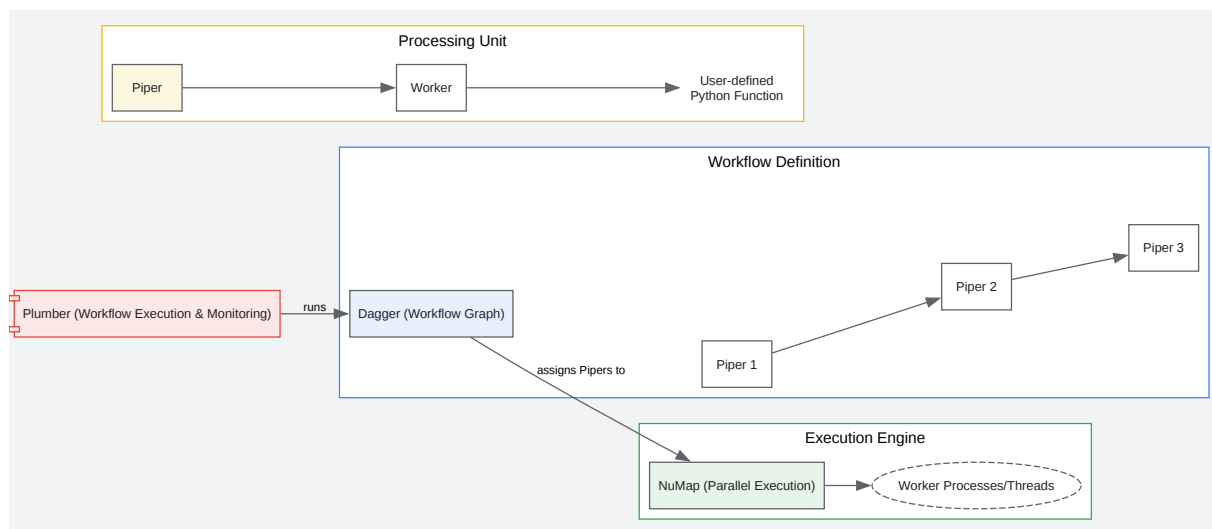 Processing Unit
Piper
Worker
User-defined
Python Function
Workflow Definition
Piper 3
Piper 2
Plumber (Workflow Execution & Monitoring)
runs
Dagger (Workflow Graph)
Piper 1
assigns Pipers to
Execution Engine
NuMap (Parallel Execution)
Worker Processes/Threads